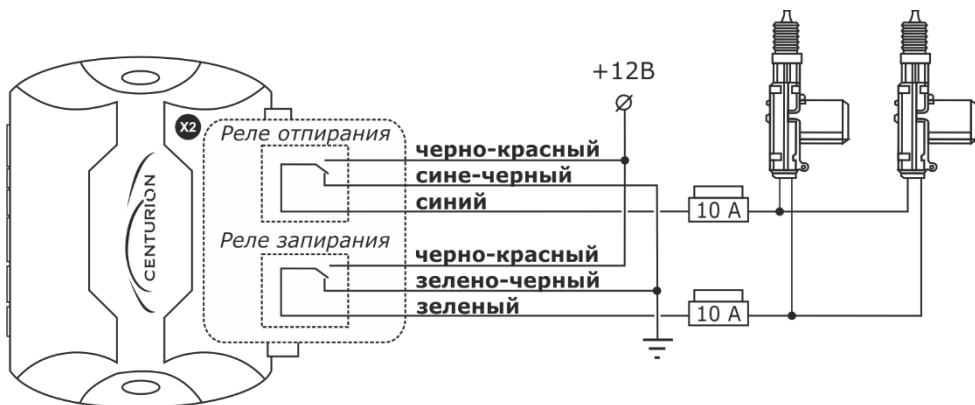 +12В
X2
Реле отпирания
черно-красный
сине-черный
синий
10 А
CENTURION
Реле запирания
черно-красный
зелено-черный
зеленый
10 А